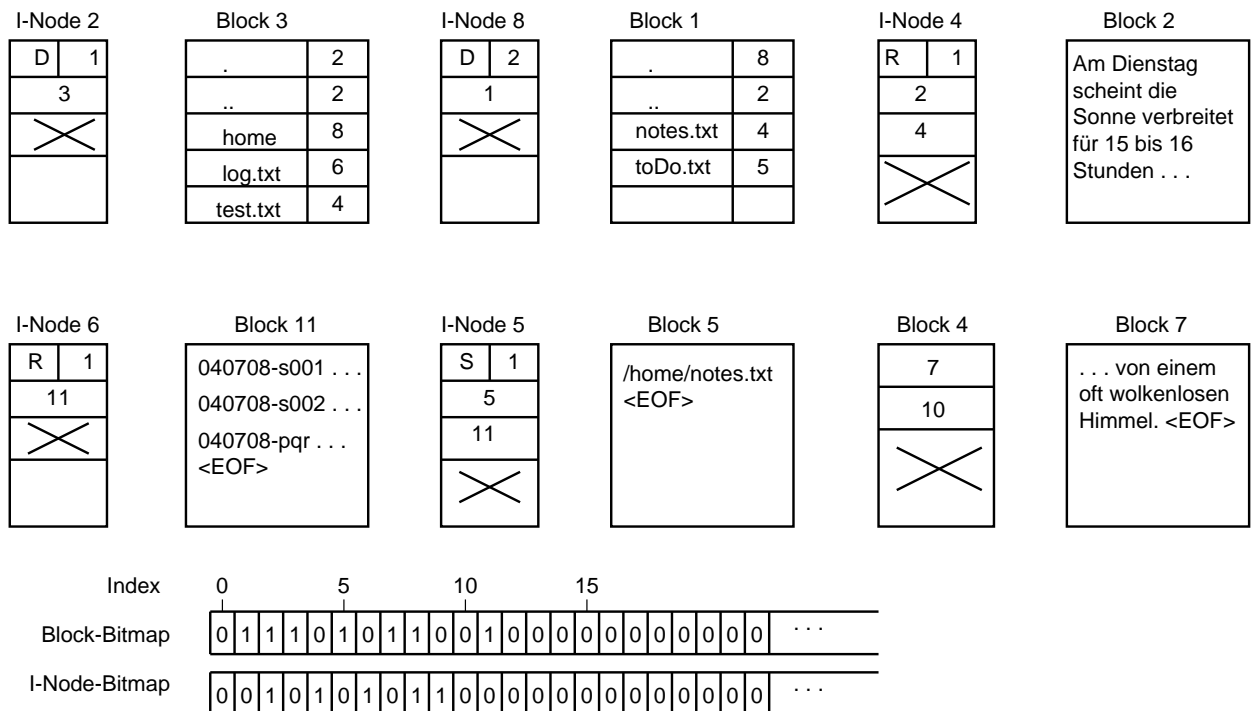 I-Node 2
D 1
3
Block 3
. 2
.. 2
home 8
log.txt 6
test.txt 4
I-Node 8
D 2
1
Block 1
. 8
.. 2
notes.txt 4
toDo.txt 5
I-Node 4
R 1
2
4
Block 2
Am Dienstag
scheint die
Sonne verbreitet
für 15 bis 16
Stunden . . .
I-Node 6
R 1
11
Block 11
040708-s001 . . .
040708-s002 . . .
040708-pqr . . .
<EOF>
I-Node 5
S 1
5
11
Block 5
/home/notes.txt
<EOF>
Block 4
7
10
Block 7
. . . von einem
oft wolkenlosen
Himmel. <EOF>
Index 0 5 10 15
Block-Bitmap 0 1 1 1 0 1 0 1 1 0 0 1 0 0 0 0 0 0 0 0 0 0 0 . . .
I-Node-Bitmap 0 0 1 0 1 0 1 0 1 1 0 0 0 0 0 0 0 0 0 0 0 0 0 . . .